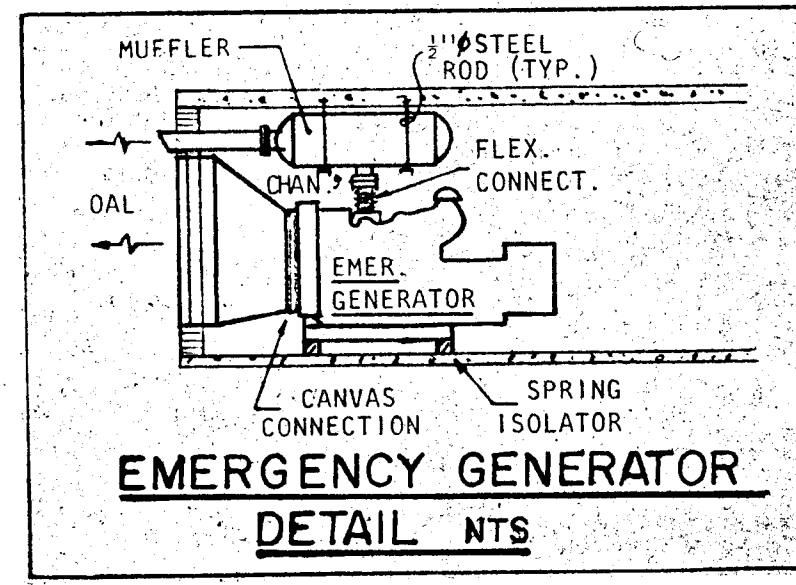 MUFFLER
½"φ STEEL
ROD (TYP.)
FLEX.
CONNECT.
CHAN.
OAL
EMER.
GENERATOR
CANVAS
CONNECTION
SPRING
ISOLATOR
EMERGENCY GENERATOR
DETAIL NTS